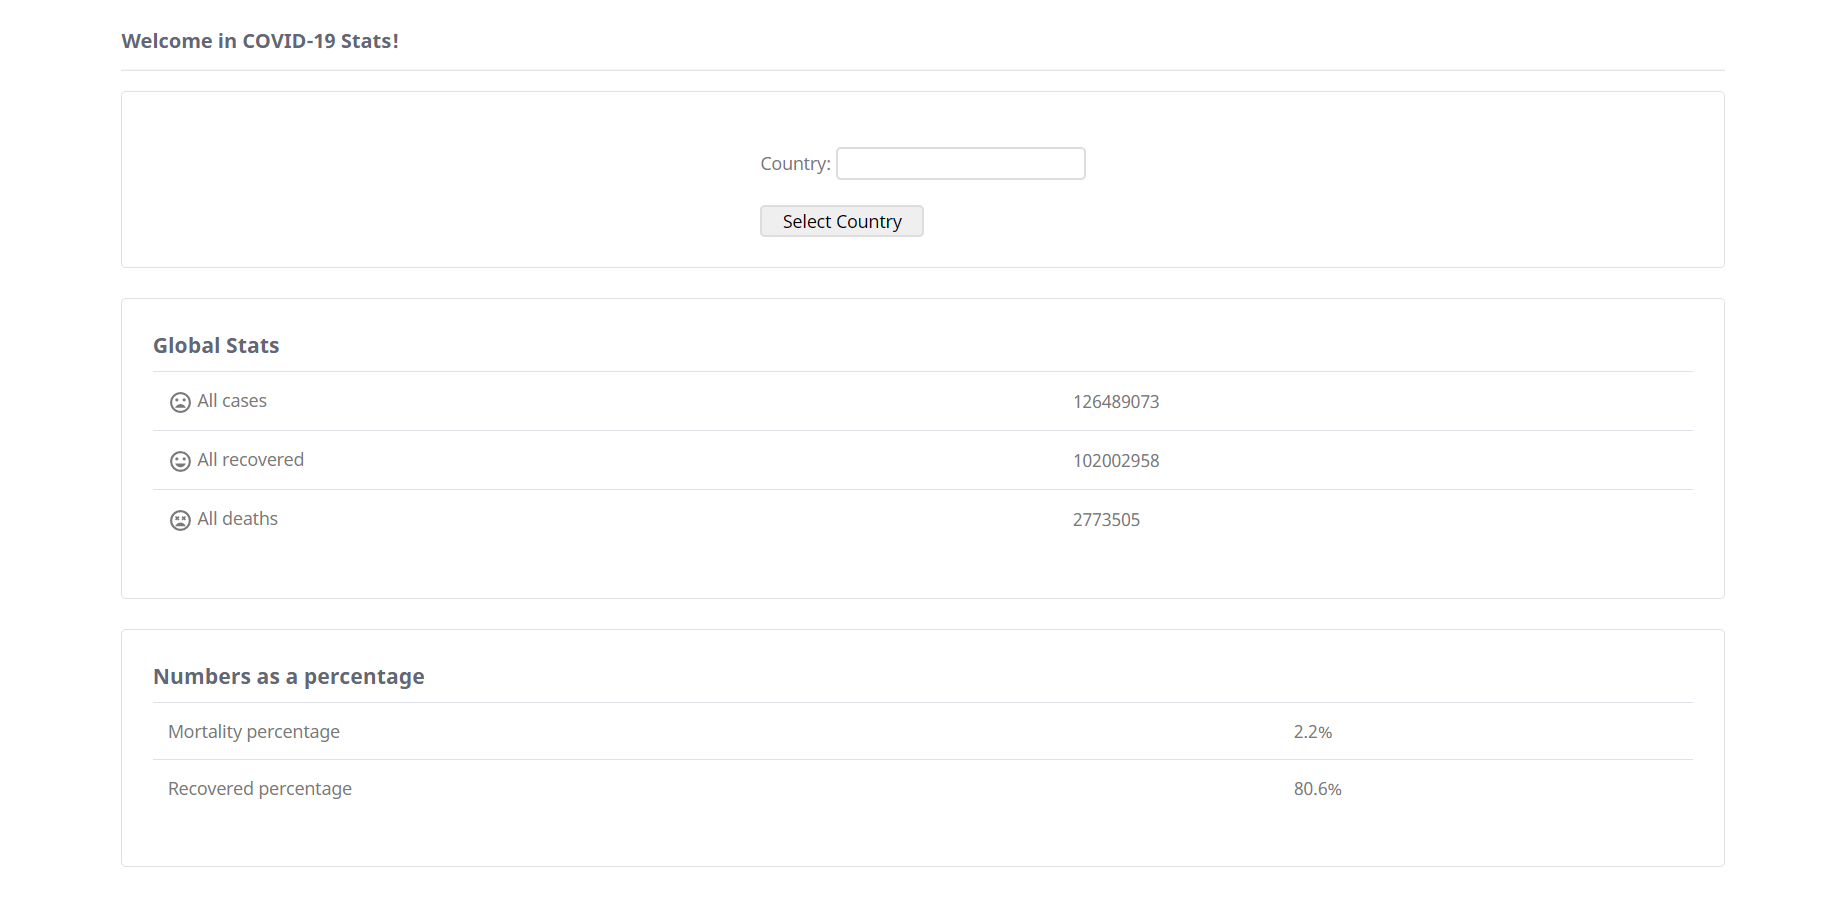 Welcome in COVID-19 Stats!
Country:
Select Country
Global Stats
All cases 126489073
All recovered 102002958
All deaths 2773505
Numbers as a percentage
Mortality percentage 2.2%
Recovered percentage 80.6%